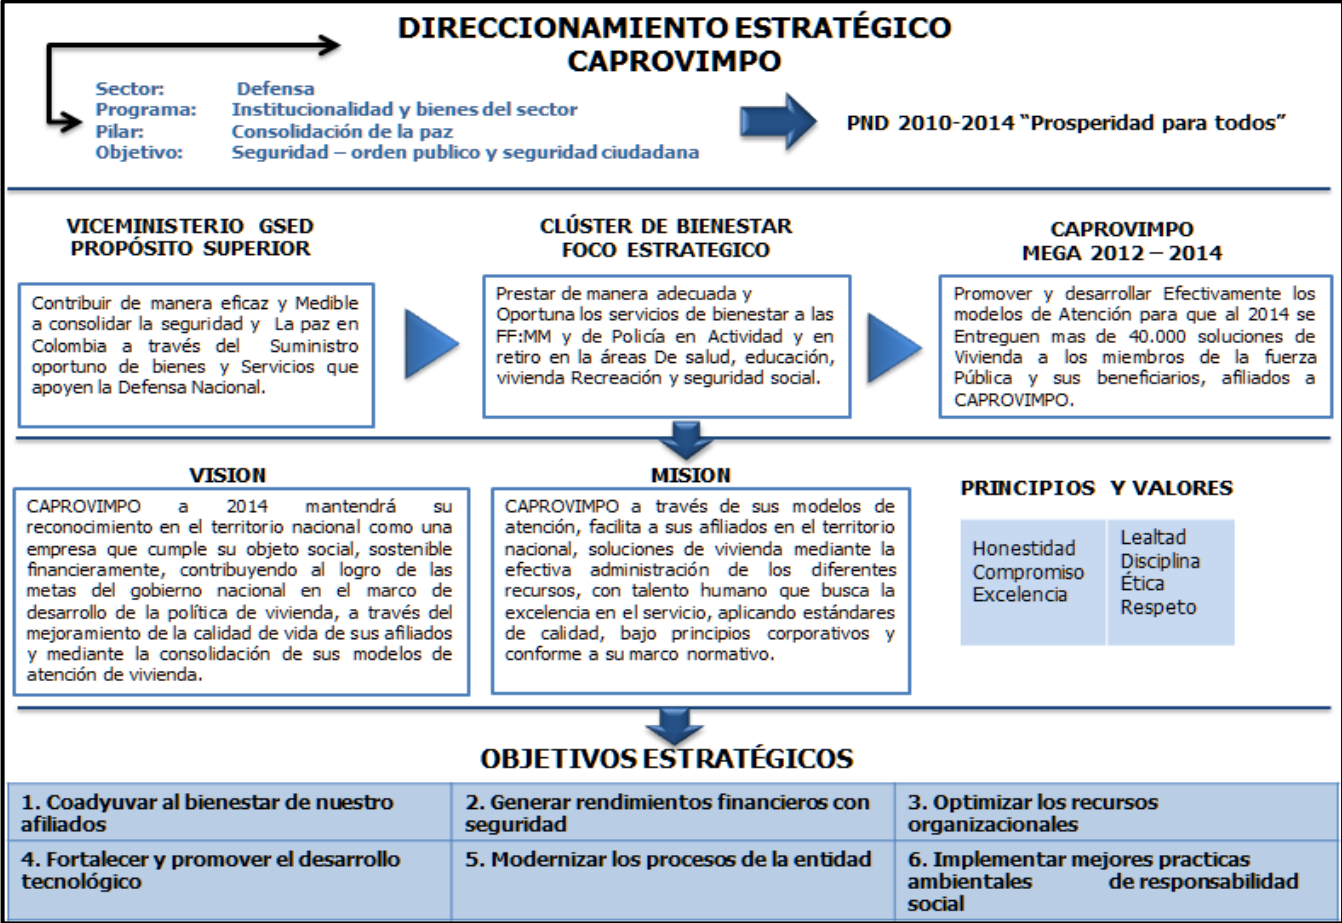 DIRECCIONAMIENTO ESTRATÉGICO
CAPROVIMPO
Sector: Defensa
Programa: Institucionalidad y bienes del sector
Pilar: Consolidación de la paz
Objetivo: Seguridad – orden publico y seguridad ciudadana
PND 2010-2014 “Prosperidad para todos”
VICEMINISTERIO GSED
PROPÓSITO SUPERIOR
Contribuir de manera eficaz y Medible
a consolidar la seguridad y La paz en
Colombia a través del Suministro
oportuno de bienes y Servicios que
apoyen la Defensa Nacional.
CLÚSTER DE BIENESTAR
FOCO ESTRATEGICO
Prestar de manera adecuada y
Oportuna los servicios de bienestar a las
FF:MM y de Policía en Actividad y en
retiro en la áreas De salud, educación,
vivienda Recreación y seguridad social.
CAPROVIMPO
MEGA 2012 – 2014
Promover y desarrollar Efectivamente los
modelos de Atención para que al 2014 se
Entreguen mas de 40.000 soluciones de
Vivienda a los miembros de la fuerza
Pública y sus beneficiarios, afiliados a
CAPROVIMPO.
VISION
CAPROVIMPO a 2014 mantendrá su
reconocimiento en el territorio nacional como una
empresa que cumple su objeto social, sostenible
financieramente, contribuyendo al logro de las
metas del gobierno nacional en el marco de
desarrollo de la política de vivienda, a través del
mejoramiento de la calidad de vida de sus afiliados
y mediante la consolidación de sus modelos de
atención de vivienda.
MISION
CAPROVIMPO a través de sus modelos de
atención, facilita a sus afiliados en el territorio
nacional, soluciones de vivienda mediante la
efectiva administración de los diferentes
recursos, con talento humano que busca la
excelencia en el servicio, aplicando estándares
de calidad, bajo principios corporativos y
conforme a su marco normativo.
PRINCIPIOS Y VALORES
Honestidad
Compromiso
Excelencia
Lealtad
Disciplina
Ética
Respeto
OBJETIVOS ESTRATÉGICOS
1. Coadyuvar al bienestar de nuestro
afiliados
2. Generar rendimientos financieros con
seguridad
3. Optimizar los recursos
organizacionales
4. Fortalecer y promover el desarrollo
tecnológico
5. Modernizar los procesos de la entidad
6. Implementar mejores practicas
ambientales de responsabilidad
social